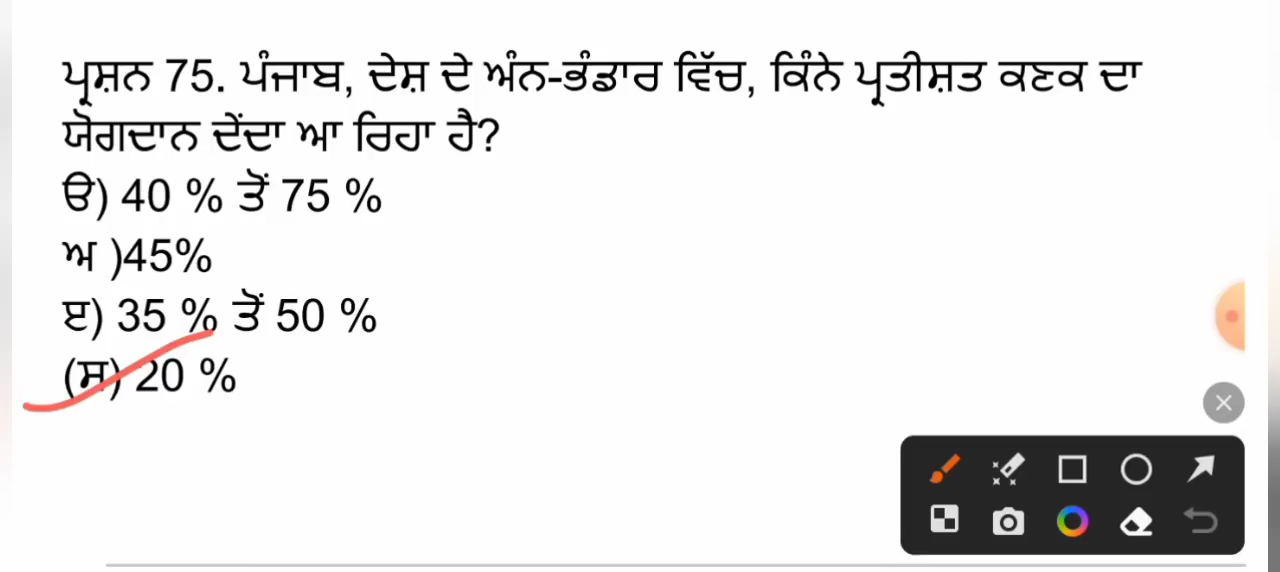 ਪ੍ਰਸ਼ਨ 75. ਪੰਜਾਬ, ਦੇਸ਼ ਦੇ ਅੰਨ-ਭੰਡਾਰ ਵਿੱਚ, ਕਿੰਨੇ ਪ੍ਰਤੀਸ਼ਤ ਕਣਕ ਦਾ
ਯੋਗਦਾਨ ਦੇਂਦਾ ਆ ਰਿਹਾ ਹੈ?
ੳ) 40 % ਤੋਂ 75 %
ਅ )45%
ੲ) 35 % ਤੋਂ 50 %
(ਸ) 20 %